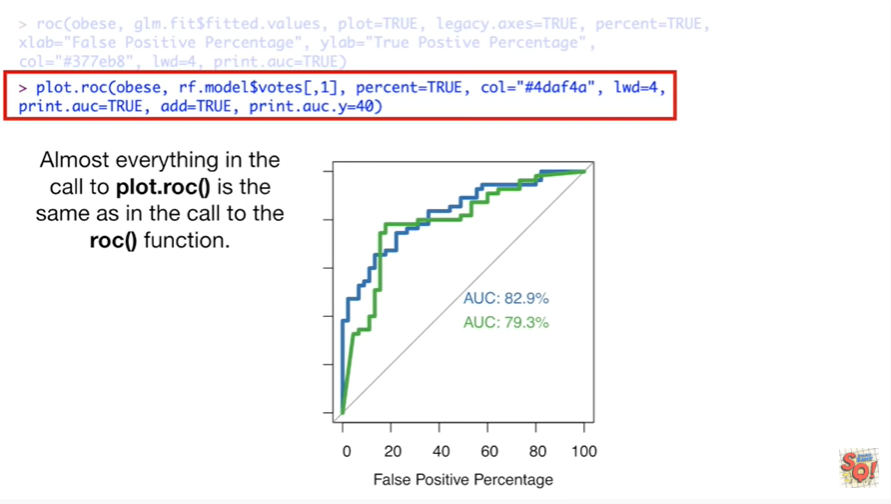 > roc(obese, glm.fit$fitted.values, plot=TRUE, legacy.axes=TRUE, percent=TRUE,
xlab="False Positive Percentage", ylab="True Postive Percentage",
col="#377eb8", lwd=4, print.auc=TRUE)
> plot.roc(obese, rf.model$votes[,1], percent=TRUE, col="#4daf4a", lwd=4,
print.auc=TRUE, add=TRUE, print.auc.y=40)
Almost everything in the
call to plot.roc() is the
same as in the call to the
roc() function.
AUC: 82.9%
AUC: 79.3%
0 20 40 60 80 100
False Positive Percentage
SQ!